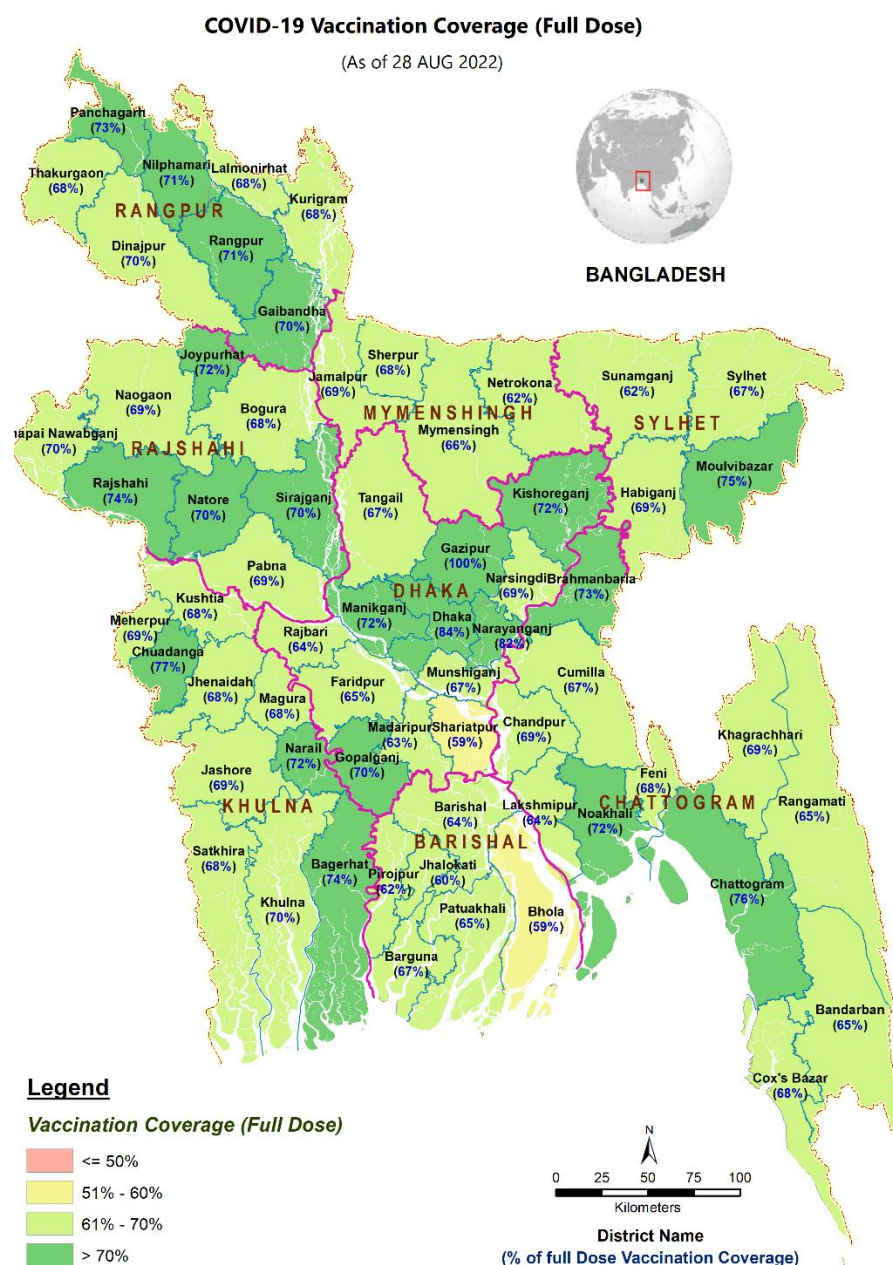 COVID-19 Vaccination Coverage (Full Dose)
(As of 28 AUG 2022)
BANGLADESH
Panchagarh
(73%)
Thakurgaon
(68%)
Nilphamari
(71%)
Lalmonirhat
(68%)
Kurigram
(68%)
RANGPUR
Dinajpur
(70%)
Rangpur
(71%)
Gaibandha
(70%)
Joypurhat
(72%)
Naogaon
(69%)
Bogura
(68%)
Jamalpur
(69%)
Sherpur
(68%)
Netrokona
(62%)
MYMENSINGH
Mymensingh
(66%)
Sunamganj
(62%)
Sylhet
(67%)
SYLHET
Moulvibazar
(75%)
Habiganj
(69%)
hapai Nawabganj
(70%)
RAJSHAHI
Rajshahi
(74%)
Natore
(70%)
Sirajganj
(70%)
Tangail
(67%)
Kishoreganj
(72%)
Gazipur
(100%)
Pabna
(69%)
DHAKA
Narsingdi
(69%)
Brahmanbaria
(73%)
Manikganj
(72%)
Dhaka
(84%)
Narayanganj
(82%)
Kushtia
(68%)
Meherpur
(69%)
Chuadanga
(77%)
Jhenaidah
(68%)
Magura
(68%)
Rajbari
(64%)
Faridpur
(65%)
Munshiganj
(67%)
Cumilla
(67%)
Madaripur
(63%)
Shariatpur
(59%)
Chandpur
(69%)
Khagrachhari
(69%)
Narail
(72%)
Gopalganj
(70%)
Jashore
(69%)
KHULNA
Feni
(68%)
CHATTOGRAM
Rangamati
(65%)
Barishal
(64%)
BARISHAL
Lakshmipur
(64%)
Noakhali
(72%)
Satkhira
(68%)
Khulna
(70%)
Bagerhat
(74%)
Pirojpur
(62%)
Jhalokati
(60%)
Patuakhali
(65%)
Bhola
(59%)
Barguna
(67%)
Chattogram
(76%)
Bandarban
(65%)
Cox's Bazar
(68%)
Legend
Vaccination Coverage (Full Dose)
<= 50%
51% - 60%
61% - 70%
> 70%
N
0 25 50 75 100
Kilometers
District Name
(% of full Dose Vaccination Coverage)